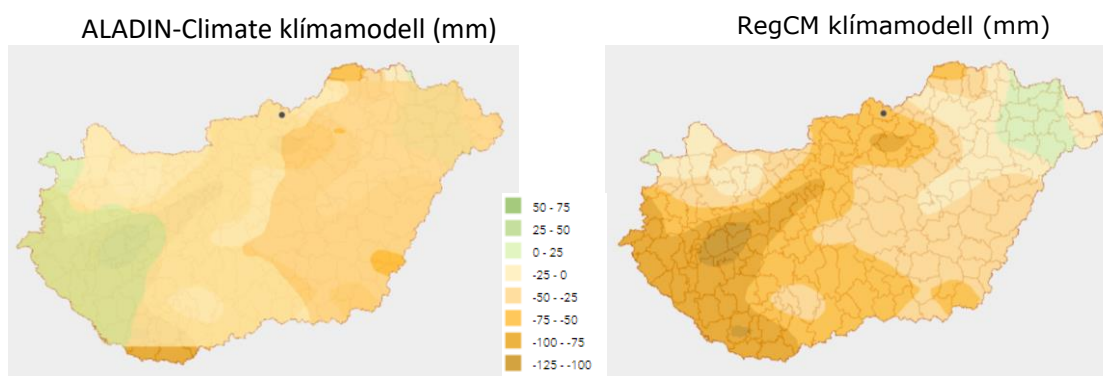 ALADIN-Climate klímamodell (mm)
RegCM klímamodell (mm)
50 - 75
25 - 50
0 - 25
-25 - 0
-50 - -25
-75 - -50
-100 - -75
-125 - -100